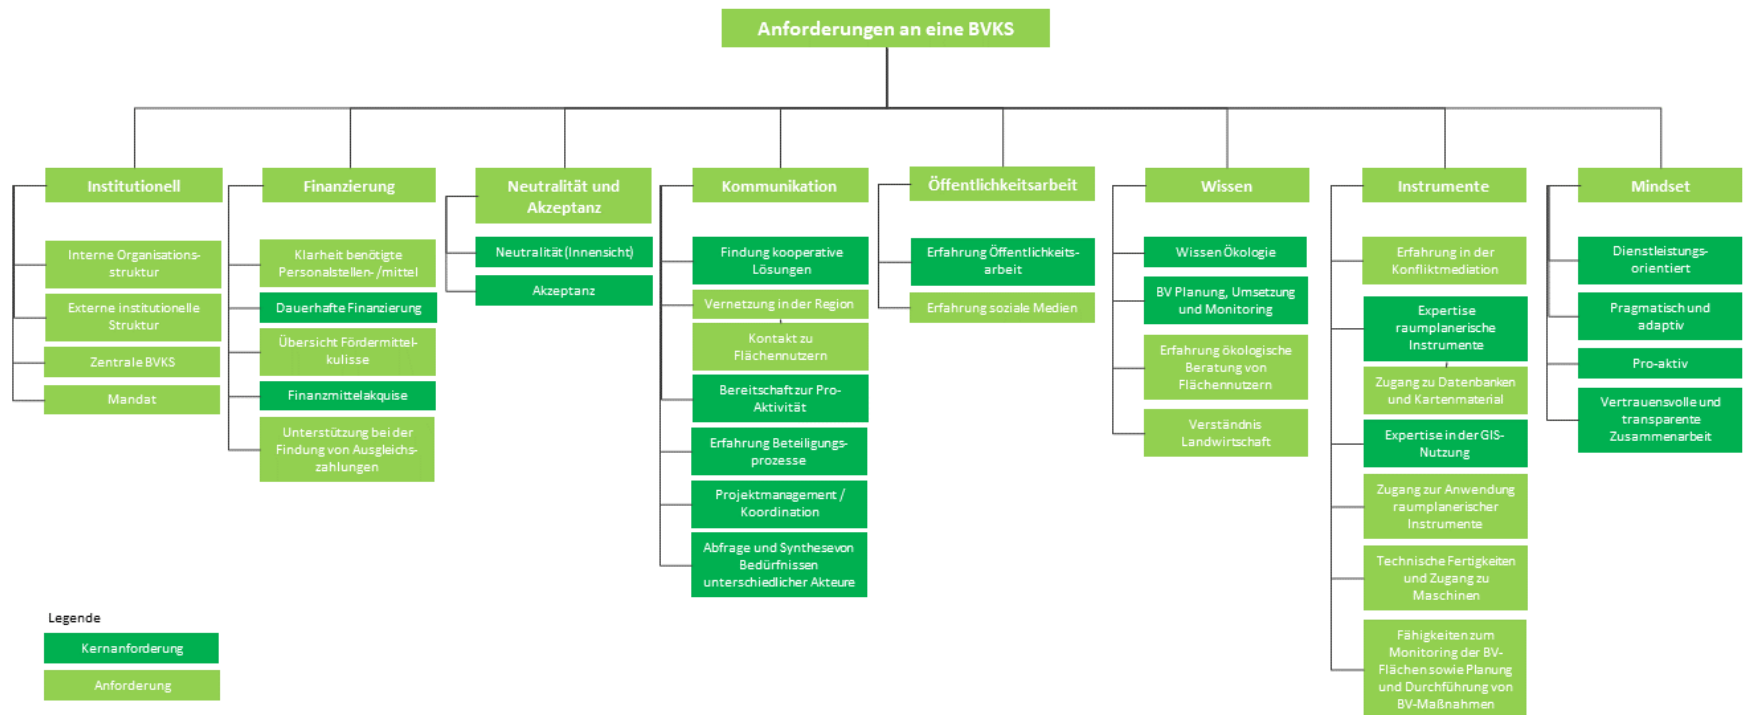 Anforderungen an eine BVKS
Institutionell
Interne Organisations-
struktur
Externe institutionelle
Struktur
Zentrale BVKS
Mandat
Finanzierung
Klarheit benötigte
Personalstellen-/mittel
Dauerhafte Finanzierung
Übersicht Fördermittel-
kulisse
Finanzmittelakquise
Unterstützung bei der
Findung von Ausgleichs-
zahlungen
Neutralität und
Akzeptanz
Neutralität (Innensicht)
Akzeptanz
Kommunikation
Findung kooperative
Lösungen
Vernetzung in der Region
Kontakt zu
Flächennutzern
Bereitschaft zur Pro-
Aktivität
Erfahrung Beteiligungs-
prozesse
Projektmanagement /
Koordination
Abfrage und Synthesevon
Bedürfnissen
unterschiedlicher Akteure
Öffentlichkeitsarbeit
Erfahrung Öffentlichkeits-
arbeit
Erfahrung soziale Medien
Wissen
Wissen Ökologie
BV Planung, Umsetzung
und Monitoring
Erfahrung ökologische
Beratung von
Flächennutzern
Verständnis
Landwirtschaft
Instrumente
Erfahrung in der
Konfliktmediation
Expertise
raumplanerische
Instrumente
Zugang zu Datenbanken
und Kartenmaterial
Expertise in der GIS-
Nutzung
Zugang zur Anwendung
raumplanerischer
Instrumente
Technische Fertigkeiten
und Zugang zu
Maschinen
Fähigkeiten zum
Monitoring der BV-
Flächen sowie Planung
und Durchführung von
BV-Maßnahmen
Mindset
Dienstleistungs-
orientiert
Pragmatisch und
adaptiv
Pro-aktiv
Vertrauensvolle und
transparente
Zusammenarbeit
Legende
Kernanforderung
Anforderung